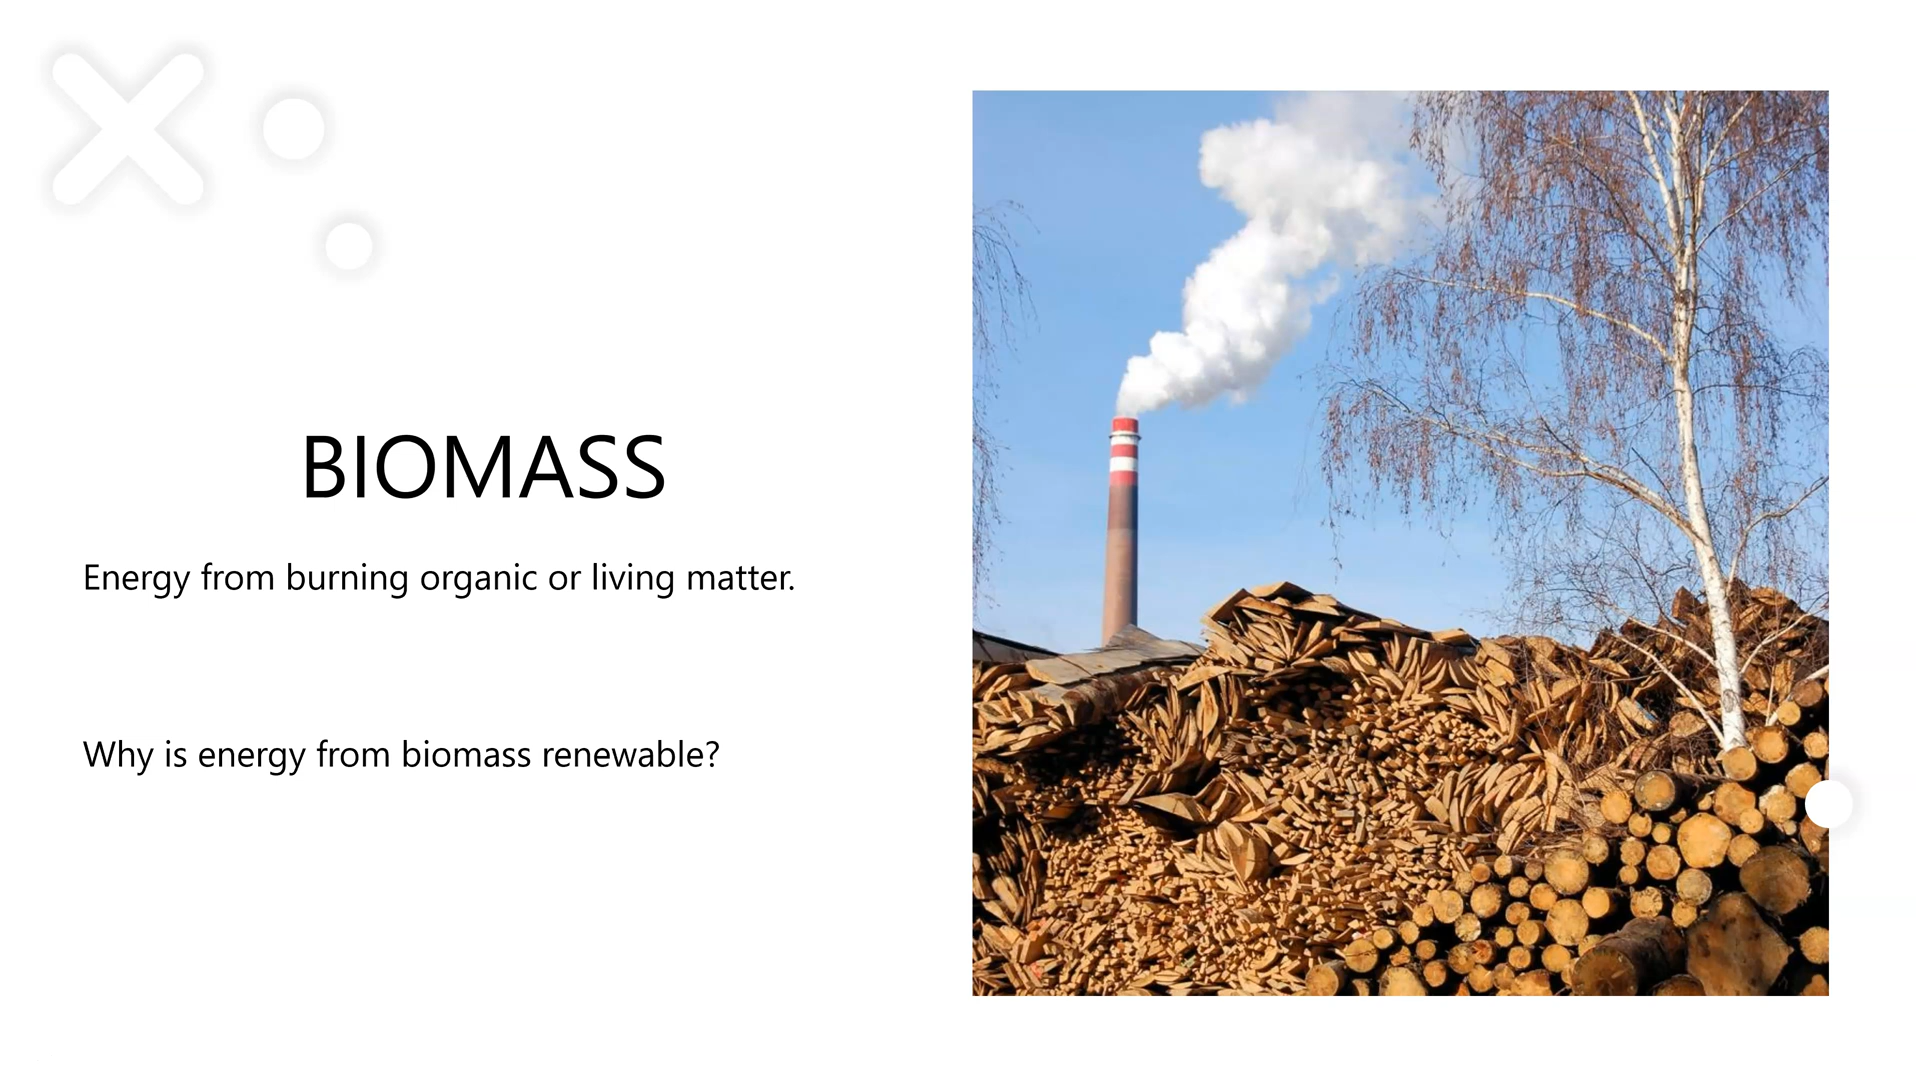 BIOMASS
Energy from burning organic or living matter.
Why is energy from biomass renewable?